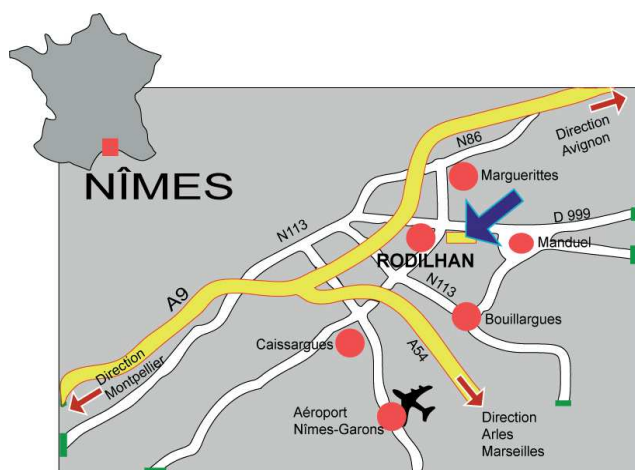 NÎMES
N86
Direction
Avignon
Marguerittes
N113
D 999
RODILHAN
Manduel
A9
N113
Bouillargues
Direction
Montpellier
Caissargues
A54
Aéroport
Nîmes-Garons
Direction
Arles
Marseilles